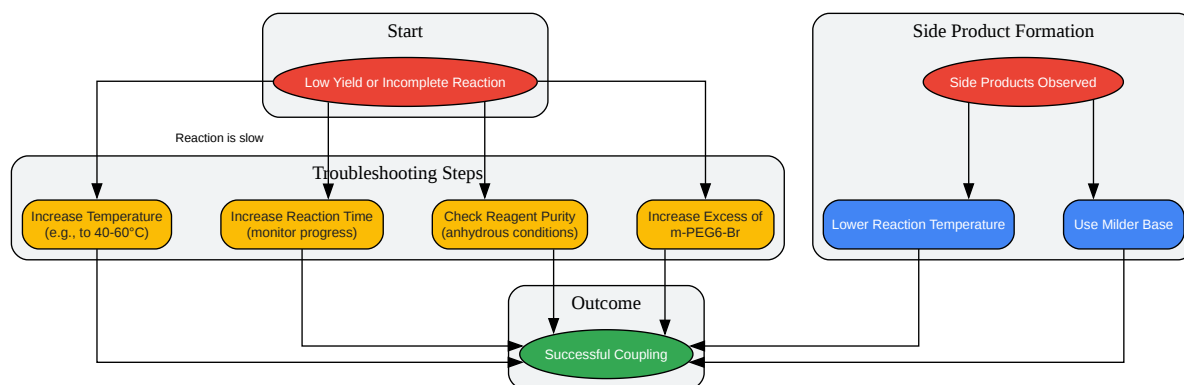 Start
Side Product Formation
Low Yield or Incomplete Reaction
Side Products Observed
Reaction is slow
Troubleshooting Steps
Increase Temperature
(e.g., to 40-60°C)
Increase Reaction Time
(monitor progress)
Check Reagent Purity
(anhydrous conditions)
Increase Excess of
m-PEG6-Br
Lower Reaction Temperature
Use Milder Base
Outcome
Successful Coupling